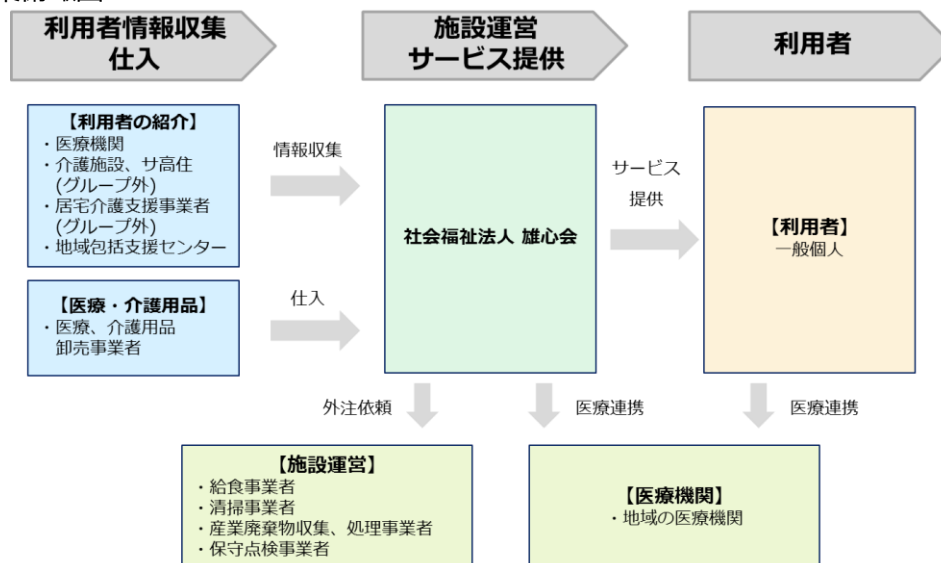 利用者情報収集
仕入
施設運営
サービス提供
利用者
【利用者の紹介】
・医療機関
・介護施設、サ高住
(グループ外)
・居宅介護支援事業者
(グループ外)
・地域包括支援センター
情報収集
社会福祉法人 雄心会
サービス
提供
【利用者】
一般個人
【医療・介護用品】
・医療、介護用品
卸売事業者
仕入
外注依頼
医療連携
医療連携
【施設運営】
・給食事業者
・清掃事業者
・産業廃棄物収集、処理事業者
・保守点検事業者
【医療機関】
・地域の医療機関